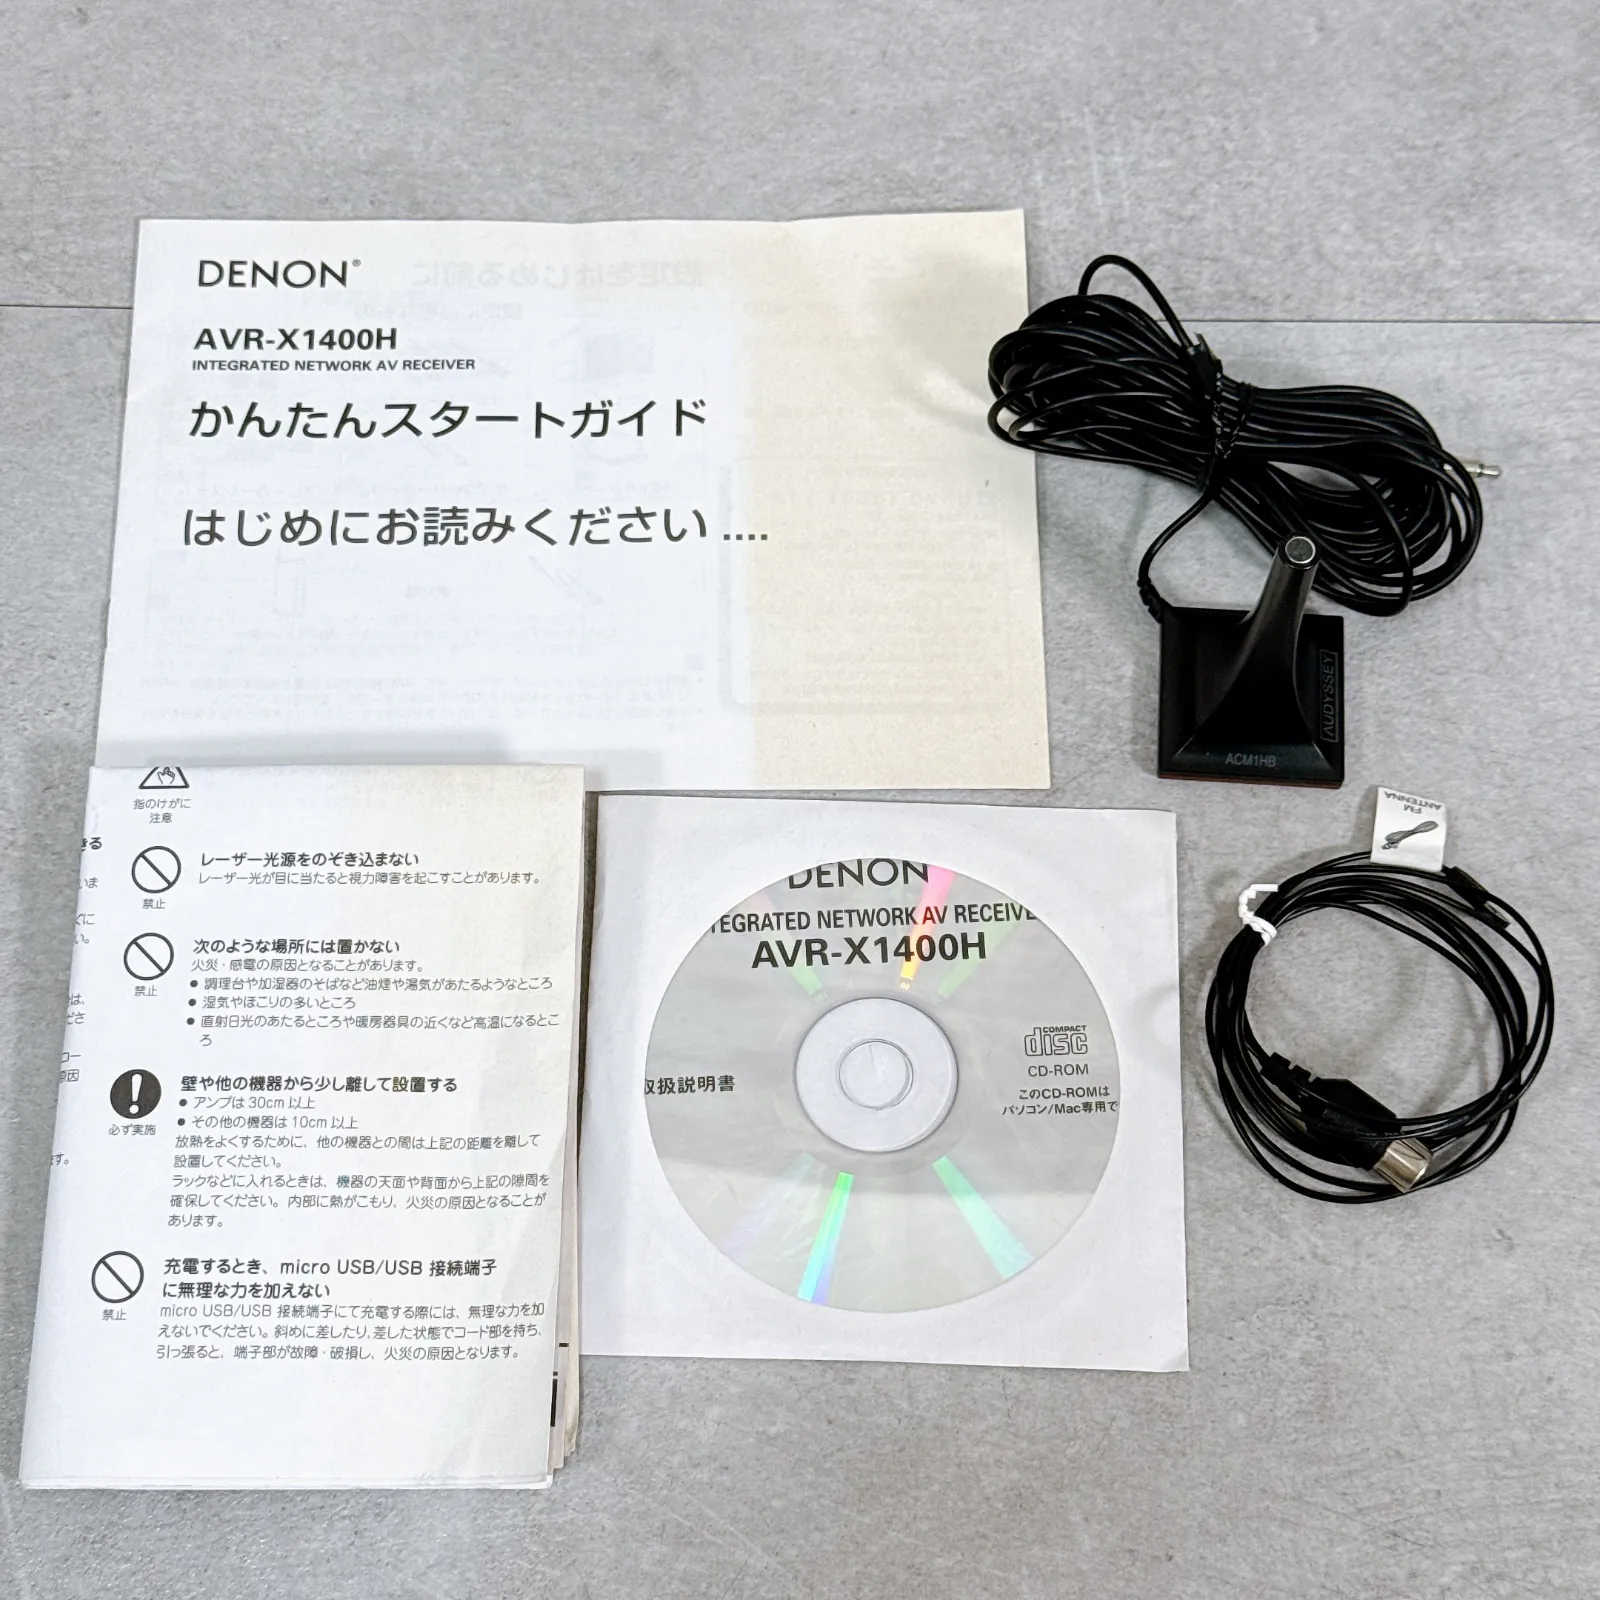 DENON®
AVR-X1400H
INTEGRATED NETWORK AV RECEIVER
かんたんスタートガイド
はじめにお読みください....
AUDYSSEY
ACM1HB
FM
ANTENNA
指のけがに
注意
禁止
レーザー光源をのぞき込まない
レーザー光が目に当たると視力障害を起こすことがあります。
禁止
次のような場所には置かない
火災・感電の原因となることがあります。
● 調理台や加湿器のそばなど油煙や湯気があたるようなところ
● 湿気やほこりの多いところ
● 直射日光のあたるところや暖房器具の近くなど高温になるとこ
ろ
必ず実施
壁や他の機器から少し離して設置する
● アンプは 30cm 以上
● その他の機器は 10cm 以上
放熱をよくするために、他の機器との間は上記の距離を離して
設置してください。
ラックなどに入れるときは、機器の天面や背面から上記の隙間を
確保してください。内部に熱がこもり、火災の原因となることが
あります。
禁止
充電するとき、micro USB/USB 接続端子
に無理な力を加えない
micro USB/USB 接続端子にて充電する際には、無理な力を加
えないでください。斜めに差したり、差した状態でコード部を持ち、
引っ張ると、端子部が故障・破損し、火災の原因となります。
DENON
TEGRATED NETWORK AV RECEIVE
AVR-X1400H
取扱説明書
COMPACT
disc
CD-ROM
このCD-ROMは
パソコン/Mac専用で